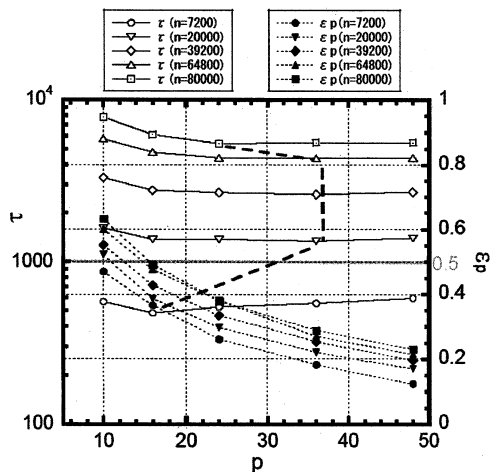 τ (n=7200)
τ (n=20000)
τ (n=39200)
τ (n=64800)
τ (n=80000)
ε p(n=7200)
ε p(n=20000)
ε p(n=39200)
ε p(n=64800)
ε p(n=80000)
10⁴
1000
100
τ
1
0.8
0.6
0.5
0.4
0.2
0
εp
10 20 30 40 50
p